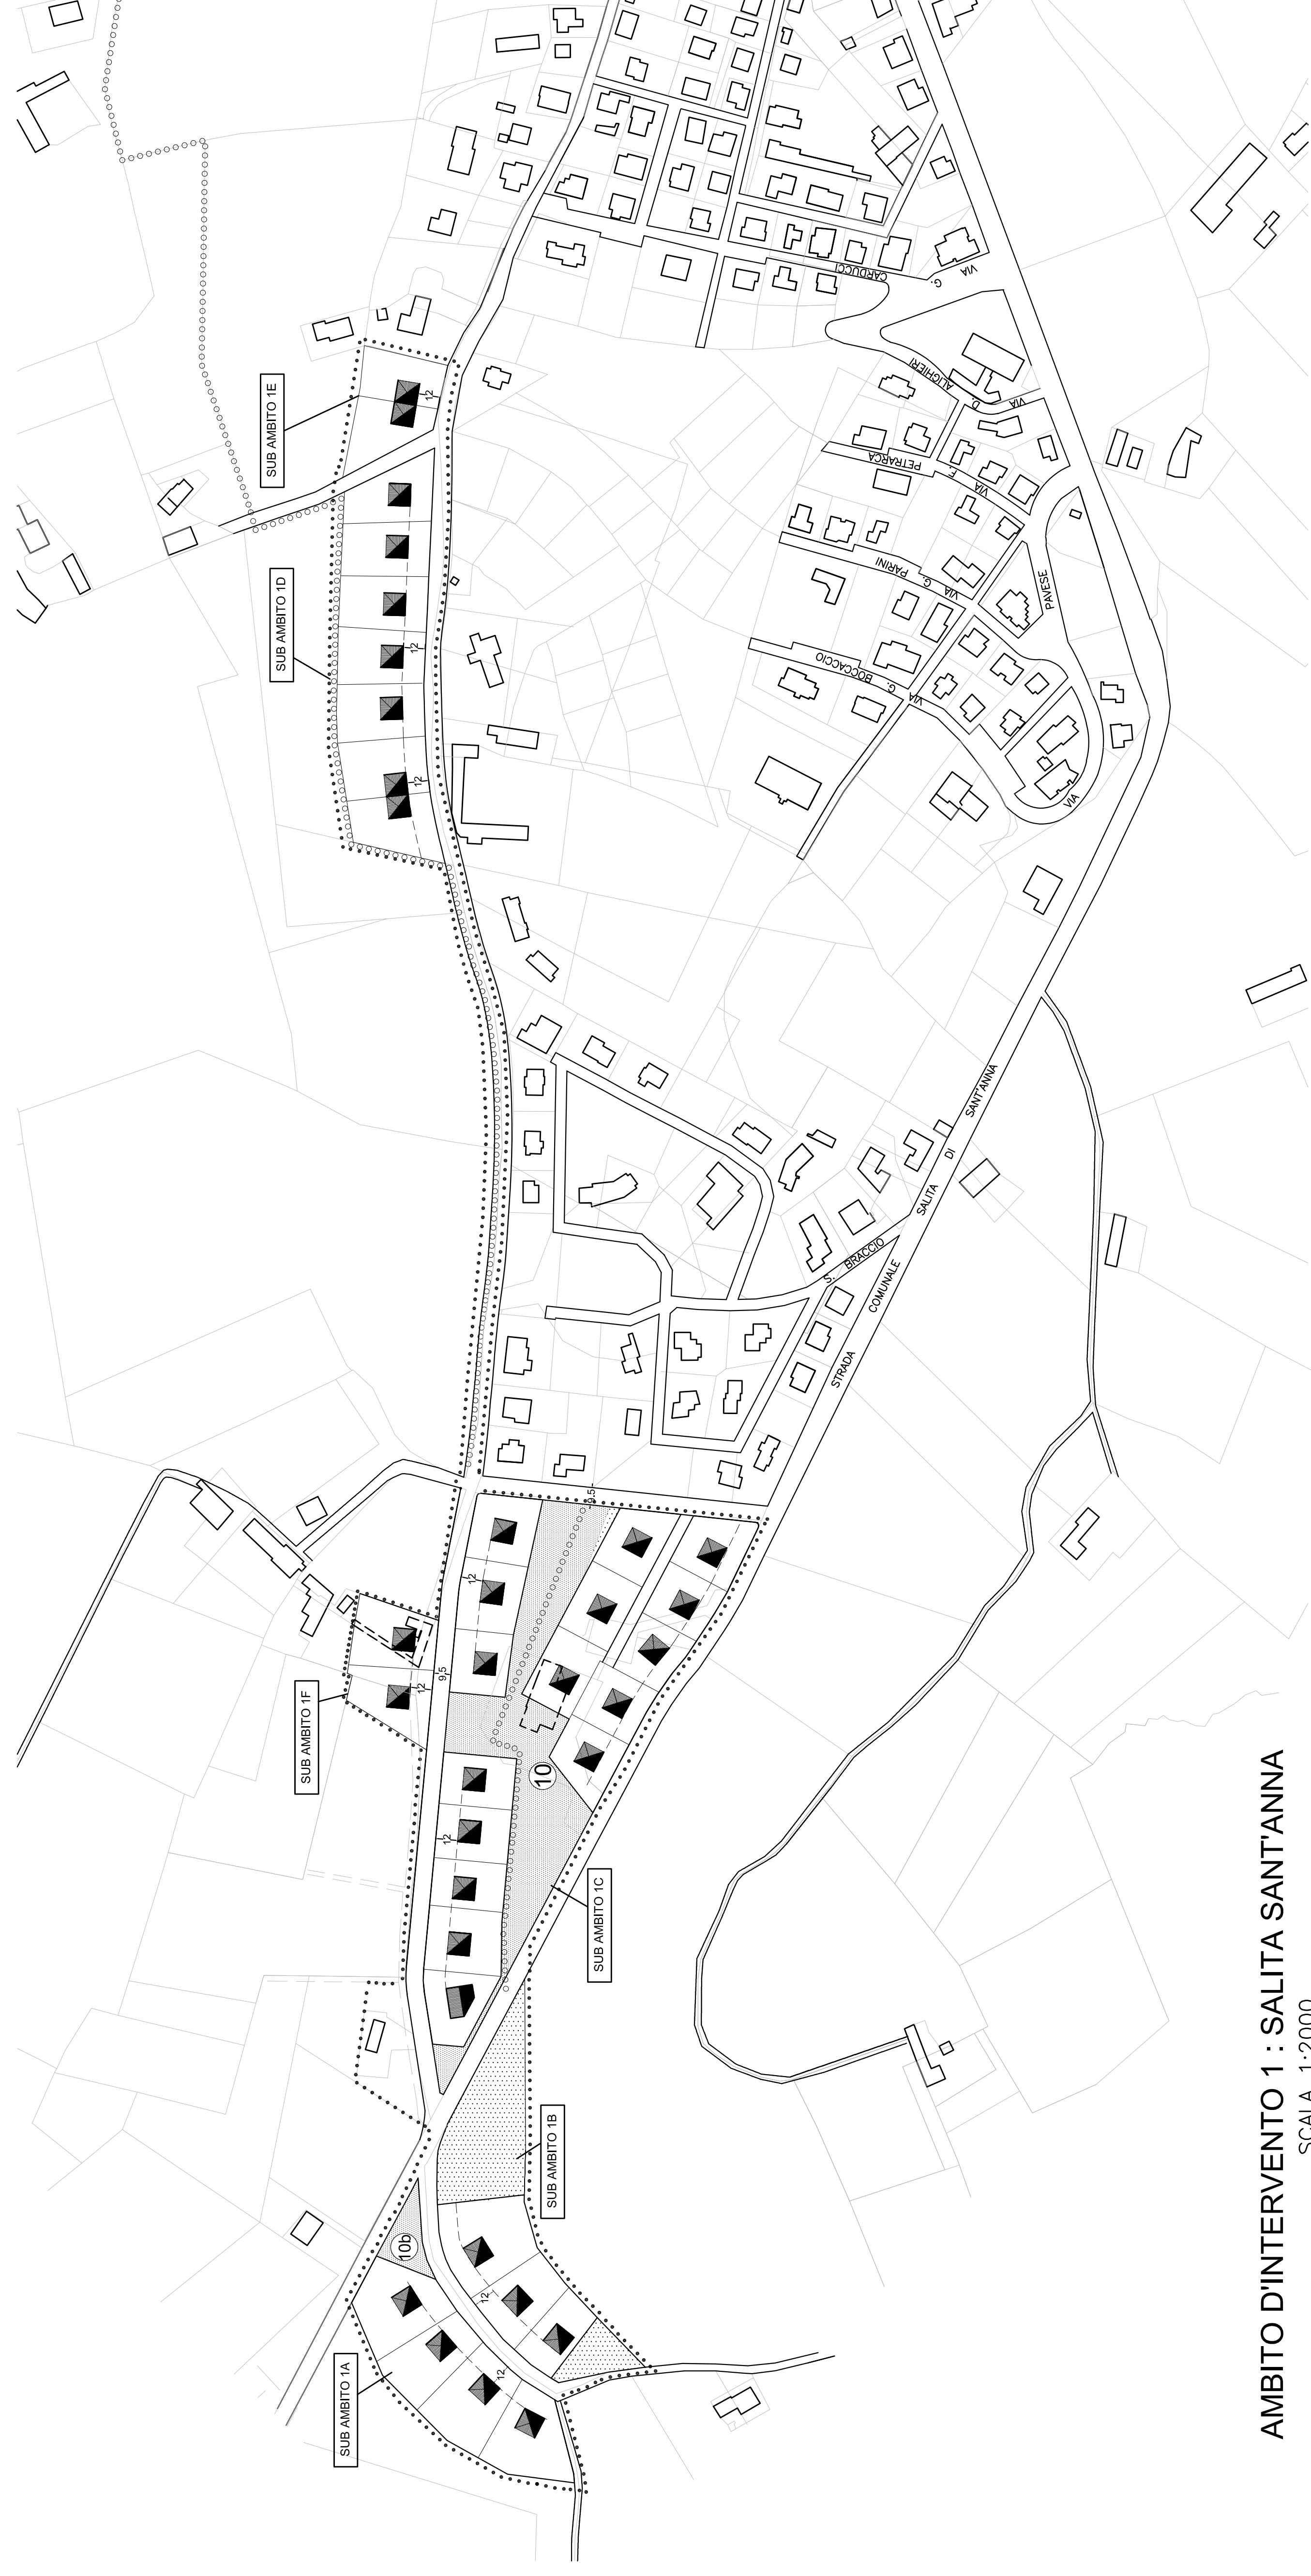 AMBITO D'INTERVENTO 1 : SALITA SANT'ANNA
SCALA 1:2000
SUB AMBITO 1A
SUB AMBITO 1B
SUB AMBITO 1C
SUB AMBITO 1F
SUB AMBITO 1D
SUB AMBITO 1E
10b
10
12
12
12
12
12
9,5
9,5
12
12
12
STRADA COMUNALE
S. BRACCIO
SALITA DI SANT'ANNA
VIA G. BOCCACCIO
VIA G. PARINI
VIA F. PETRARCA
VIA D. ALIGHIERI
VIA G. CARDUCCI
VIA PAVESE